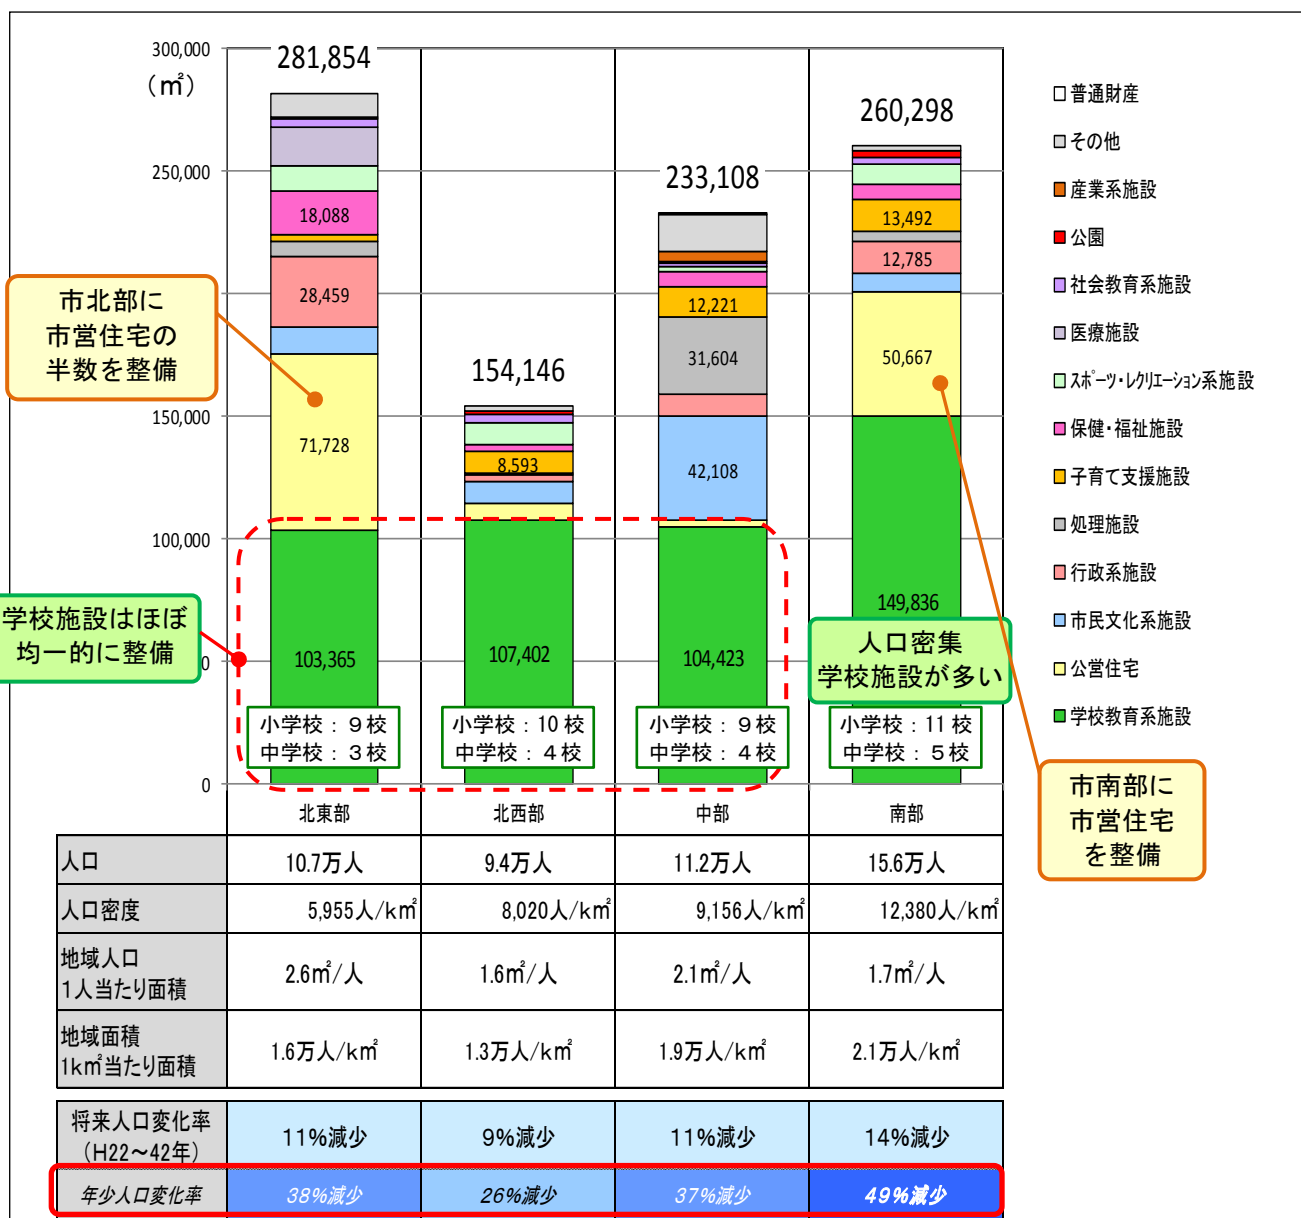 300,000
（㎡）
250,000
150,000
100,000
0
0
281,854
18,088
28,459
71,728
103,365
154,146
8,593
107,402
233,108
12,221
31,604
42,108
104,423
260,298
13,492
12,785
50,667
149,836
市北部に
市営住宅の
半数を整備
学校施設はほぼ
均一的に整備
人口密集
学校施設が多い
市南部に
市営住宅
を整備
小学校：９校
中学校：３校
小学校：10校
中学校：４校
小学校：９校
中学校：４校
小学校：11校
中学校：５校
普通財産
その他
産業系施設
公園
社会教育系施設
医療施設
ｽﾎﾟｰﾂ・ﾚｸﾘｴｰｼｮﾝ系施設
保健・福祉施設
子育て支援施設
処理施設
行政系施設
市民文化系施設
公営住宅
学校教育系施設
北東部 北西部 中部 南部
人口 10.7万人 9.4万人 11.2万人 15.6万人
人口密度 5,955人/k㎡ 8,020人/k㎡ 9,156人/k㎡ 12,380人/k㎡
地域人口
1人当たり面積 2.6㎡/人 1.6㎡/人 2.1㎡/人 1.7㎡/人
地域面積
1k㎡当たり面積 1.6万人/k㎡ 1.3万人/k㎡ 1.9万人/k㎡ 2.1万人/k㎡
将来人口変化率
（H22～42年） 11%減少 9%減少 11%減少 14%減少
年少人口変化率 38%減少 26%減少 37%減少 49%減少